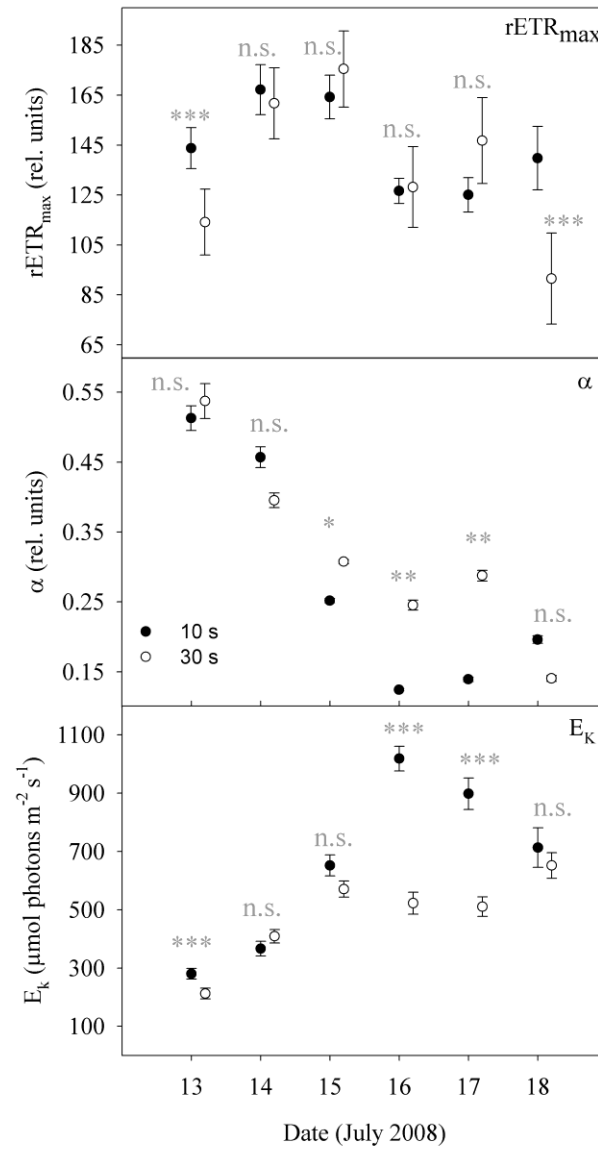 rETRmax
rETRmax (rel. units)
185
165
145
125
105
85
65
***
n.s.
n.s.
n.s.
n.s.
***
α
α (rel. units)
0.55
0.45
0.35
0.25
0.15
n.s.
n.s.
*
**
**
n.s.
10 s
30 s
EK
Ek (μmol photons m-2 s-1)
1100
900
700
500
300
100
***
n.s.
n.s.
***
***
n.s.
13 14 15 16 17 18
Date (July 2008)